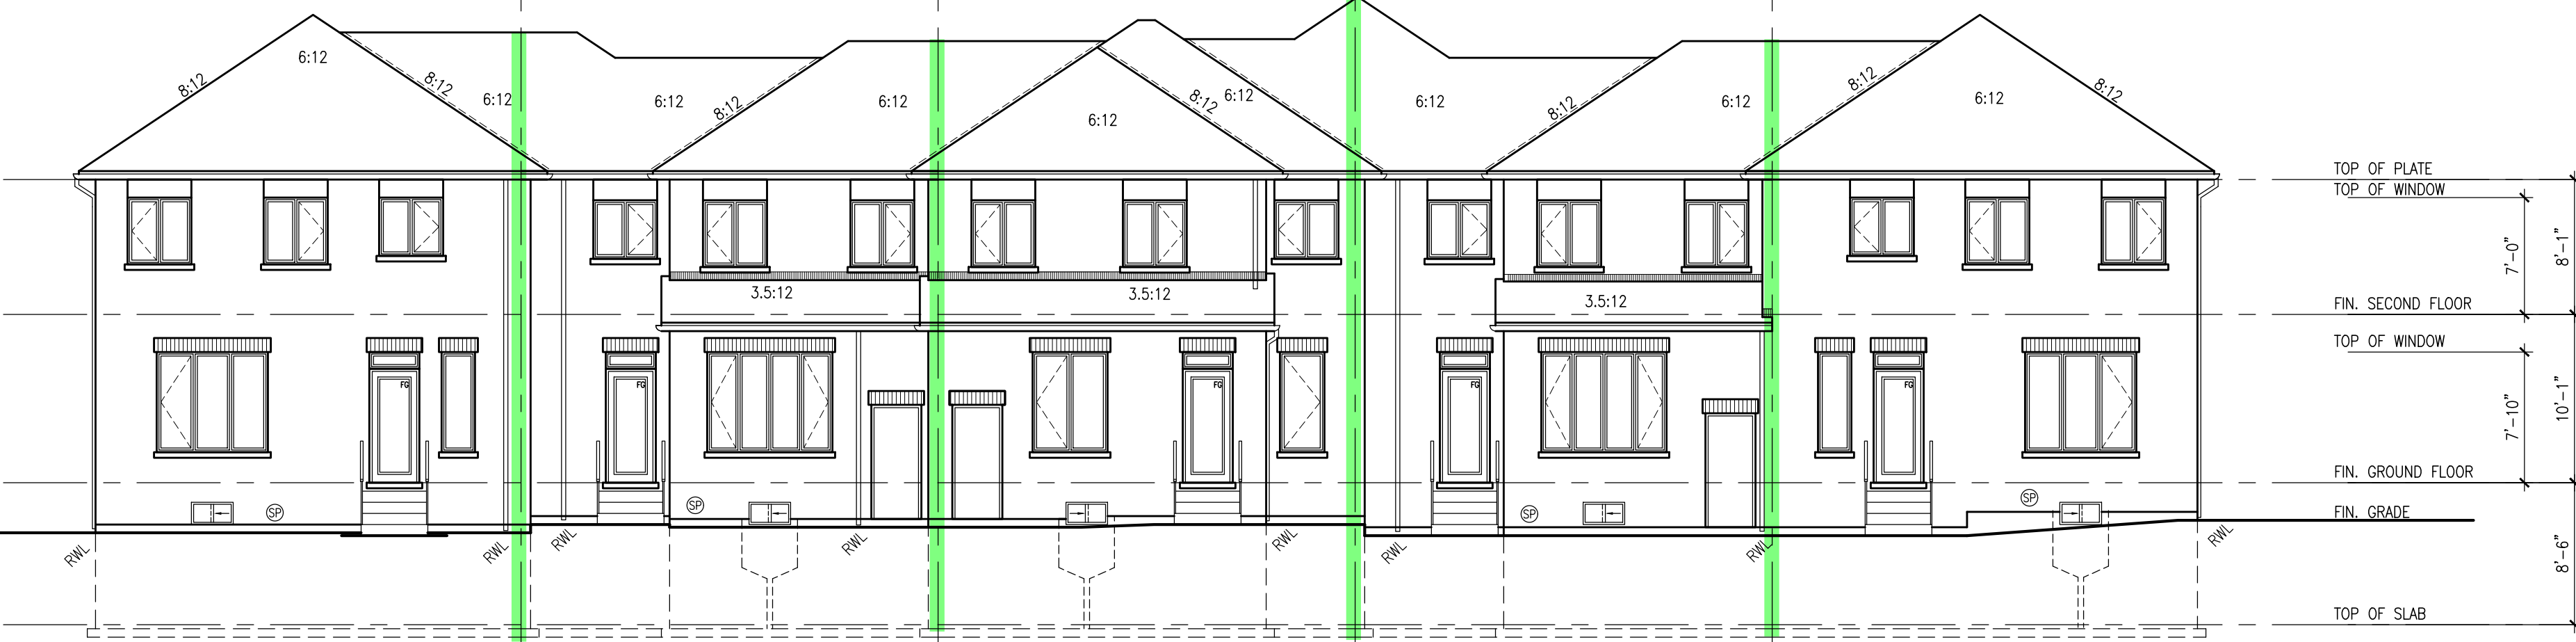 6:12
8:12
8:12
6:12
6:12
8:12
6:12
6:12
8:12
6:12
6:12
8:12
6:12
8:12
6:12
8:12
TOP OF PLATE
TOP OF WINDOW
7'-0"
8'-1"
3.5:12
3.5:12
3.5:12
FIN. SECOND FLOOR
TOP OF WINDOW
FG
FG
FG
FG
FG
7'-10"
10'-1"
FIN. GROUND FLOOR
SP
SP
SP
SP
FIN. GRADE
RWL
RWL
RWL
RWL
RWL
RWL
RWL
RWL
8'-6"
TOP OF SLAB